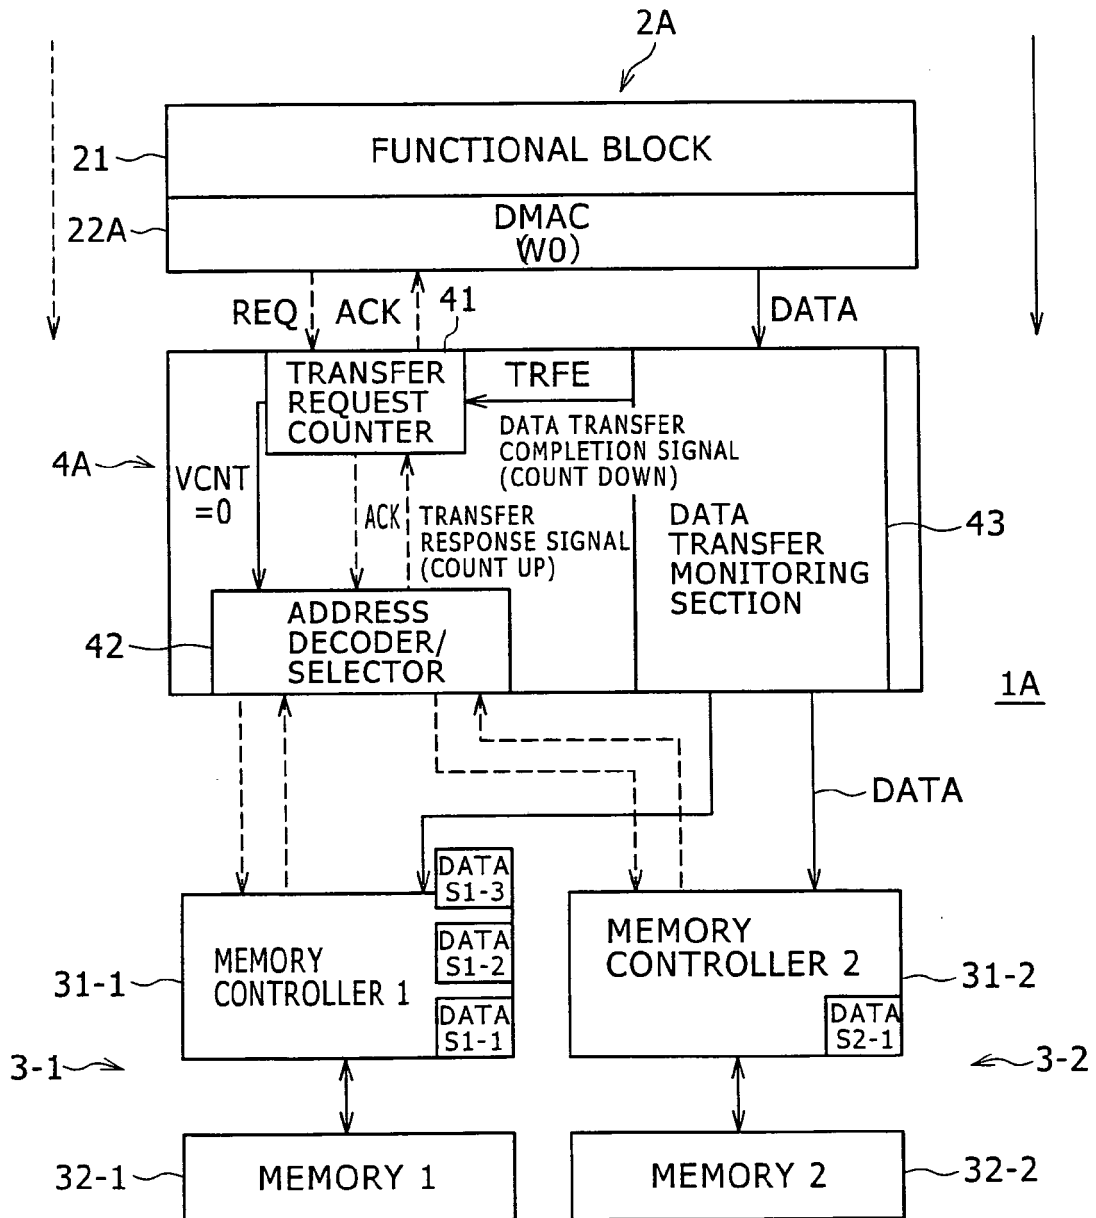 2A
FUNCTIONAL BLOCK
21
DMAC
(W0)
22A
REQ
ACK
41
DATA
TRANSFER
REQUEST
COUNTER
TRFE
DATA TRANSFER
COMPLETION SIGNAL
(COUNT DOWN)
4A
VCNT
=0
ACK
TRANSFER
RESPONSE SIGNAL
(COUNT UP)
DATA
TRANSFER
MONITORING
SECTION
43
42
ADDRESS
DECODER/
SELECTOR
1A
DATA
DATA
S1-3
DATA
S1-2
DATA
S1-1
MEMORY
CONTROLLER 1
31-1
MEMORY
CONTROLLER 2
31-2
DATA
S2-1
3-1
3-2
MEMORY 1
32-1
MEMORY 2
32-2